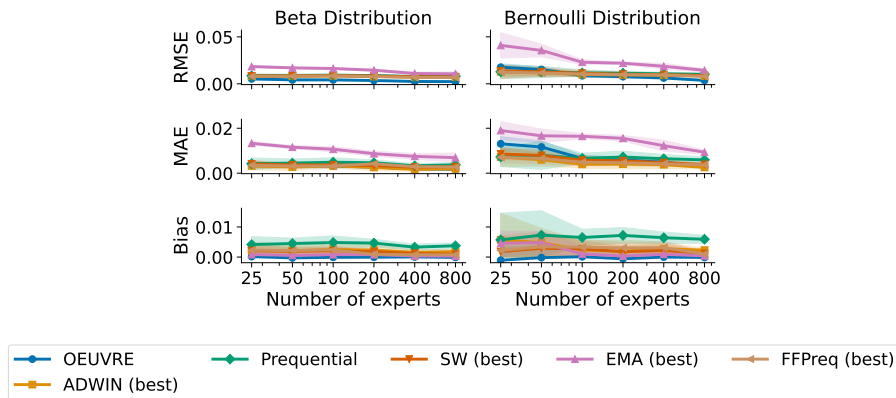 Beta Distribution
Bernoulli Distribution
RMSE
0.05
0.00
MAE
0.02
0.00
Bias
0.01
0.00
25 50 100 200 400 800
25 50 100 200 400 800
Number of experts
Number of experts
OEUVRE
Prequential
SW (best)
EMA (best)
FFPreq (best)
ADWIN (best)